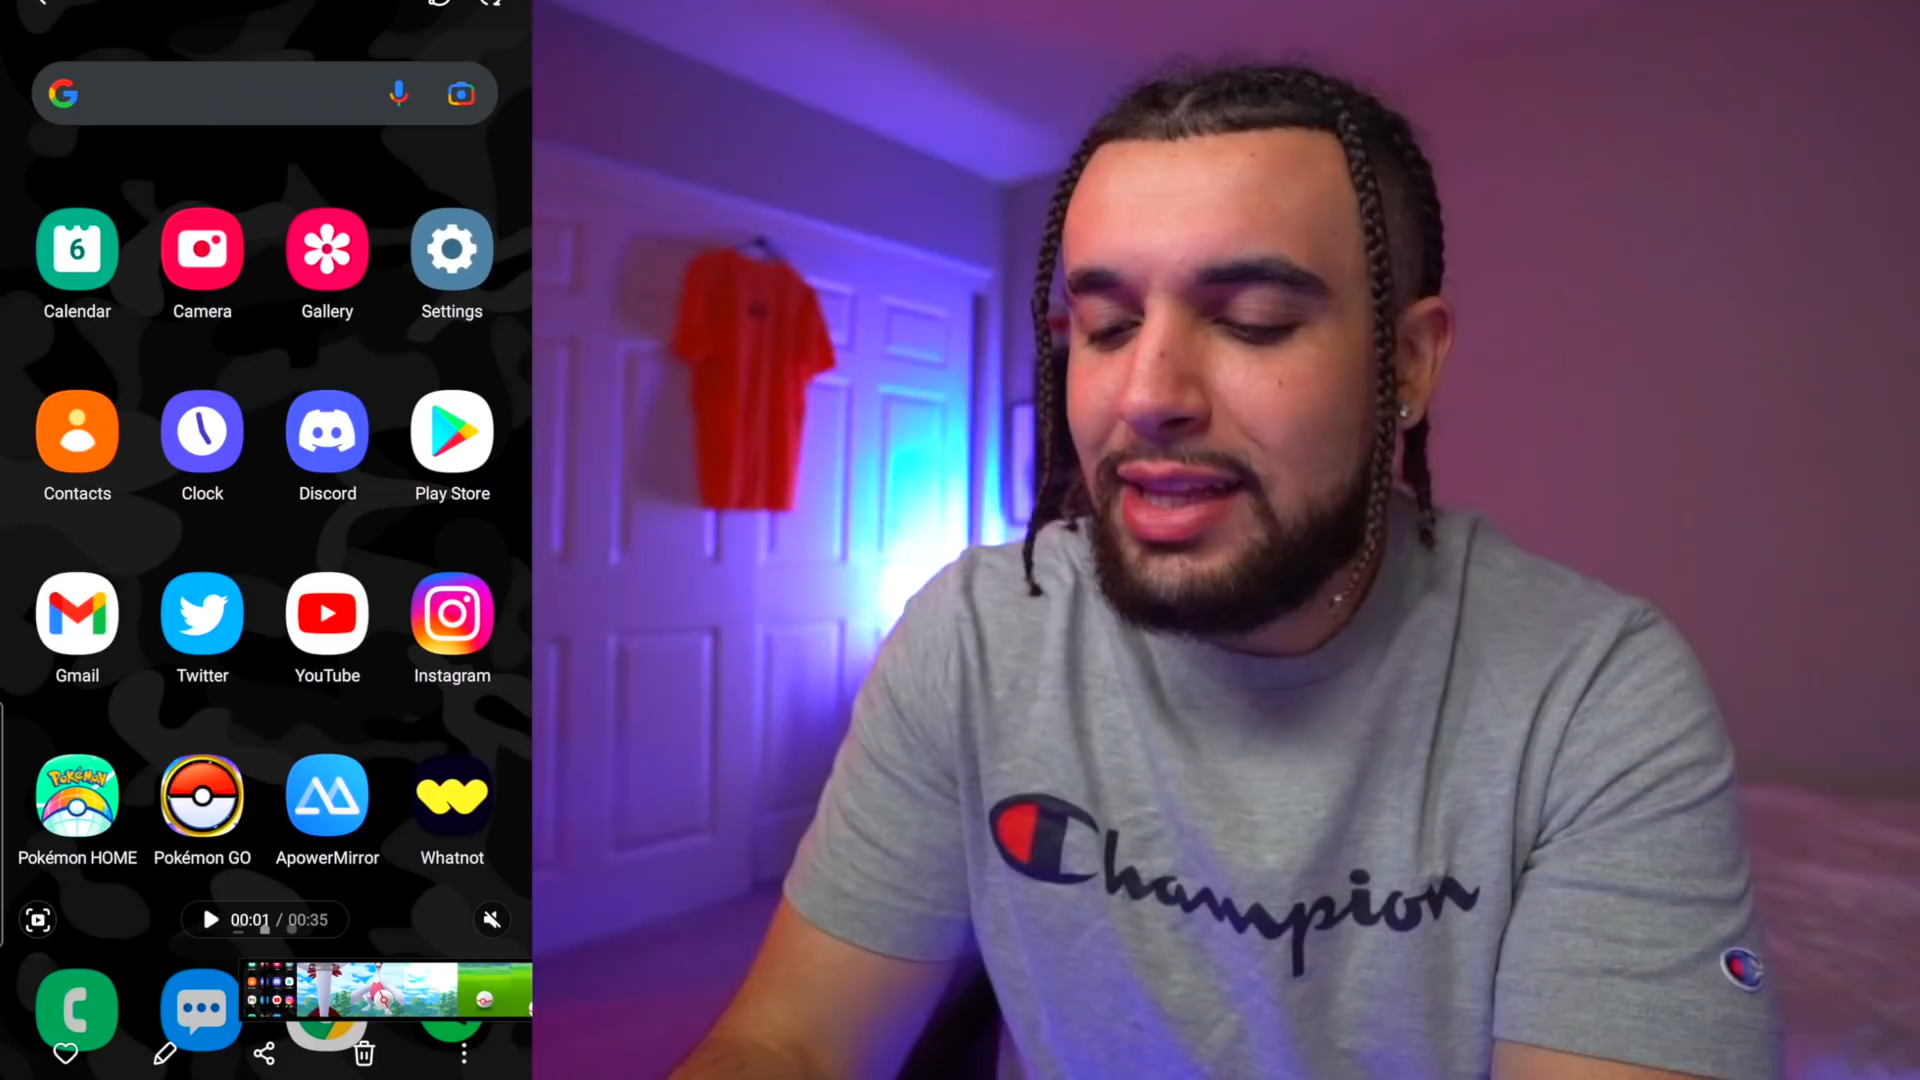 6
Calendar Camera Gallery Settings
Contacts Clock Discord Play Store
Gmail Twitter YouTube Instagram
POKÉMON
Pokémon HOME Pokémon GO ApowerMirror Whatnot
00:01 / 00:35
Champion